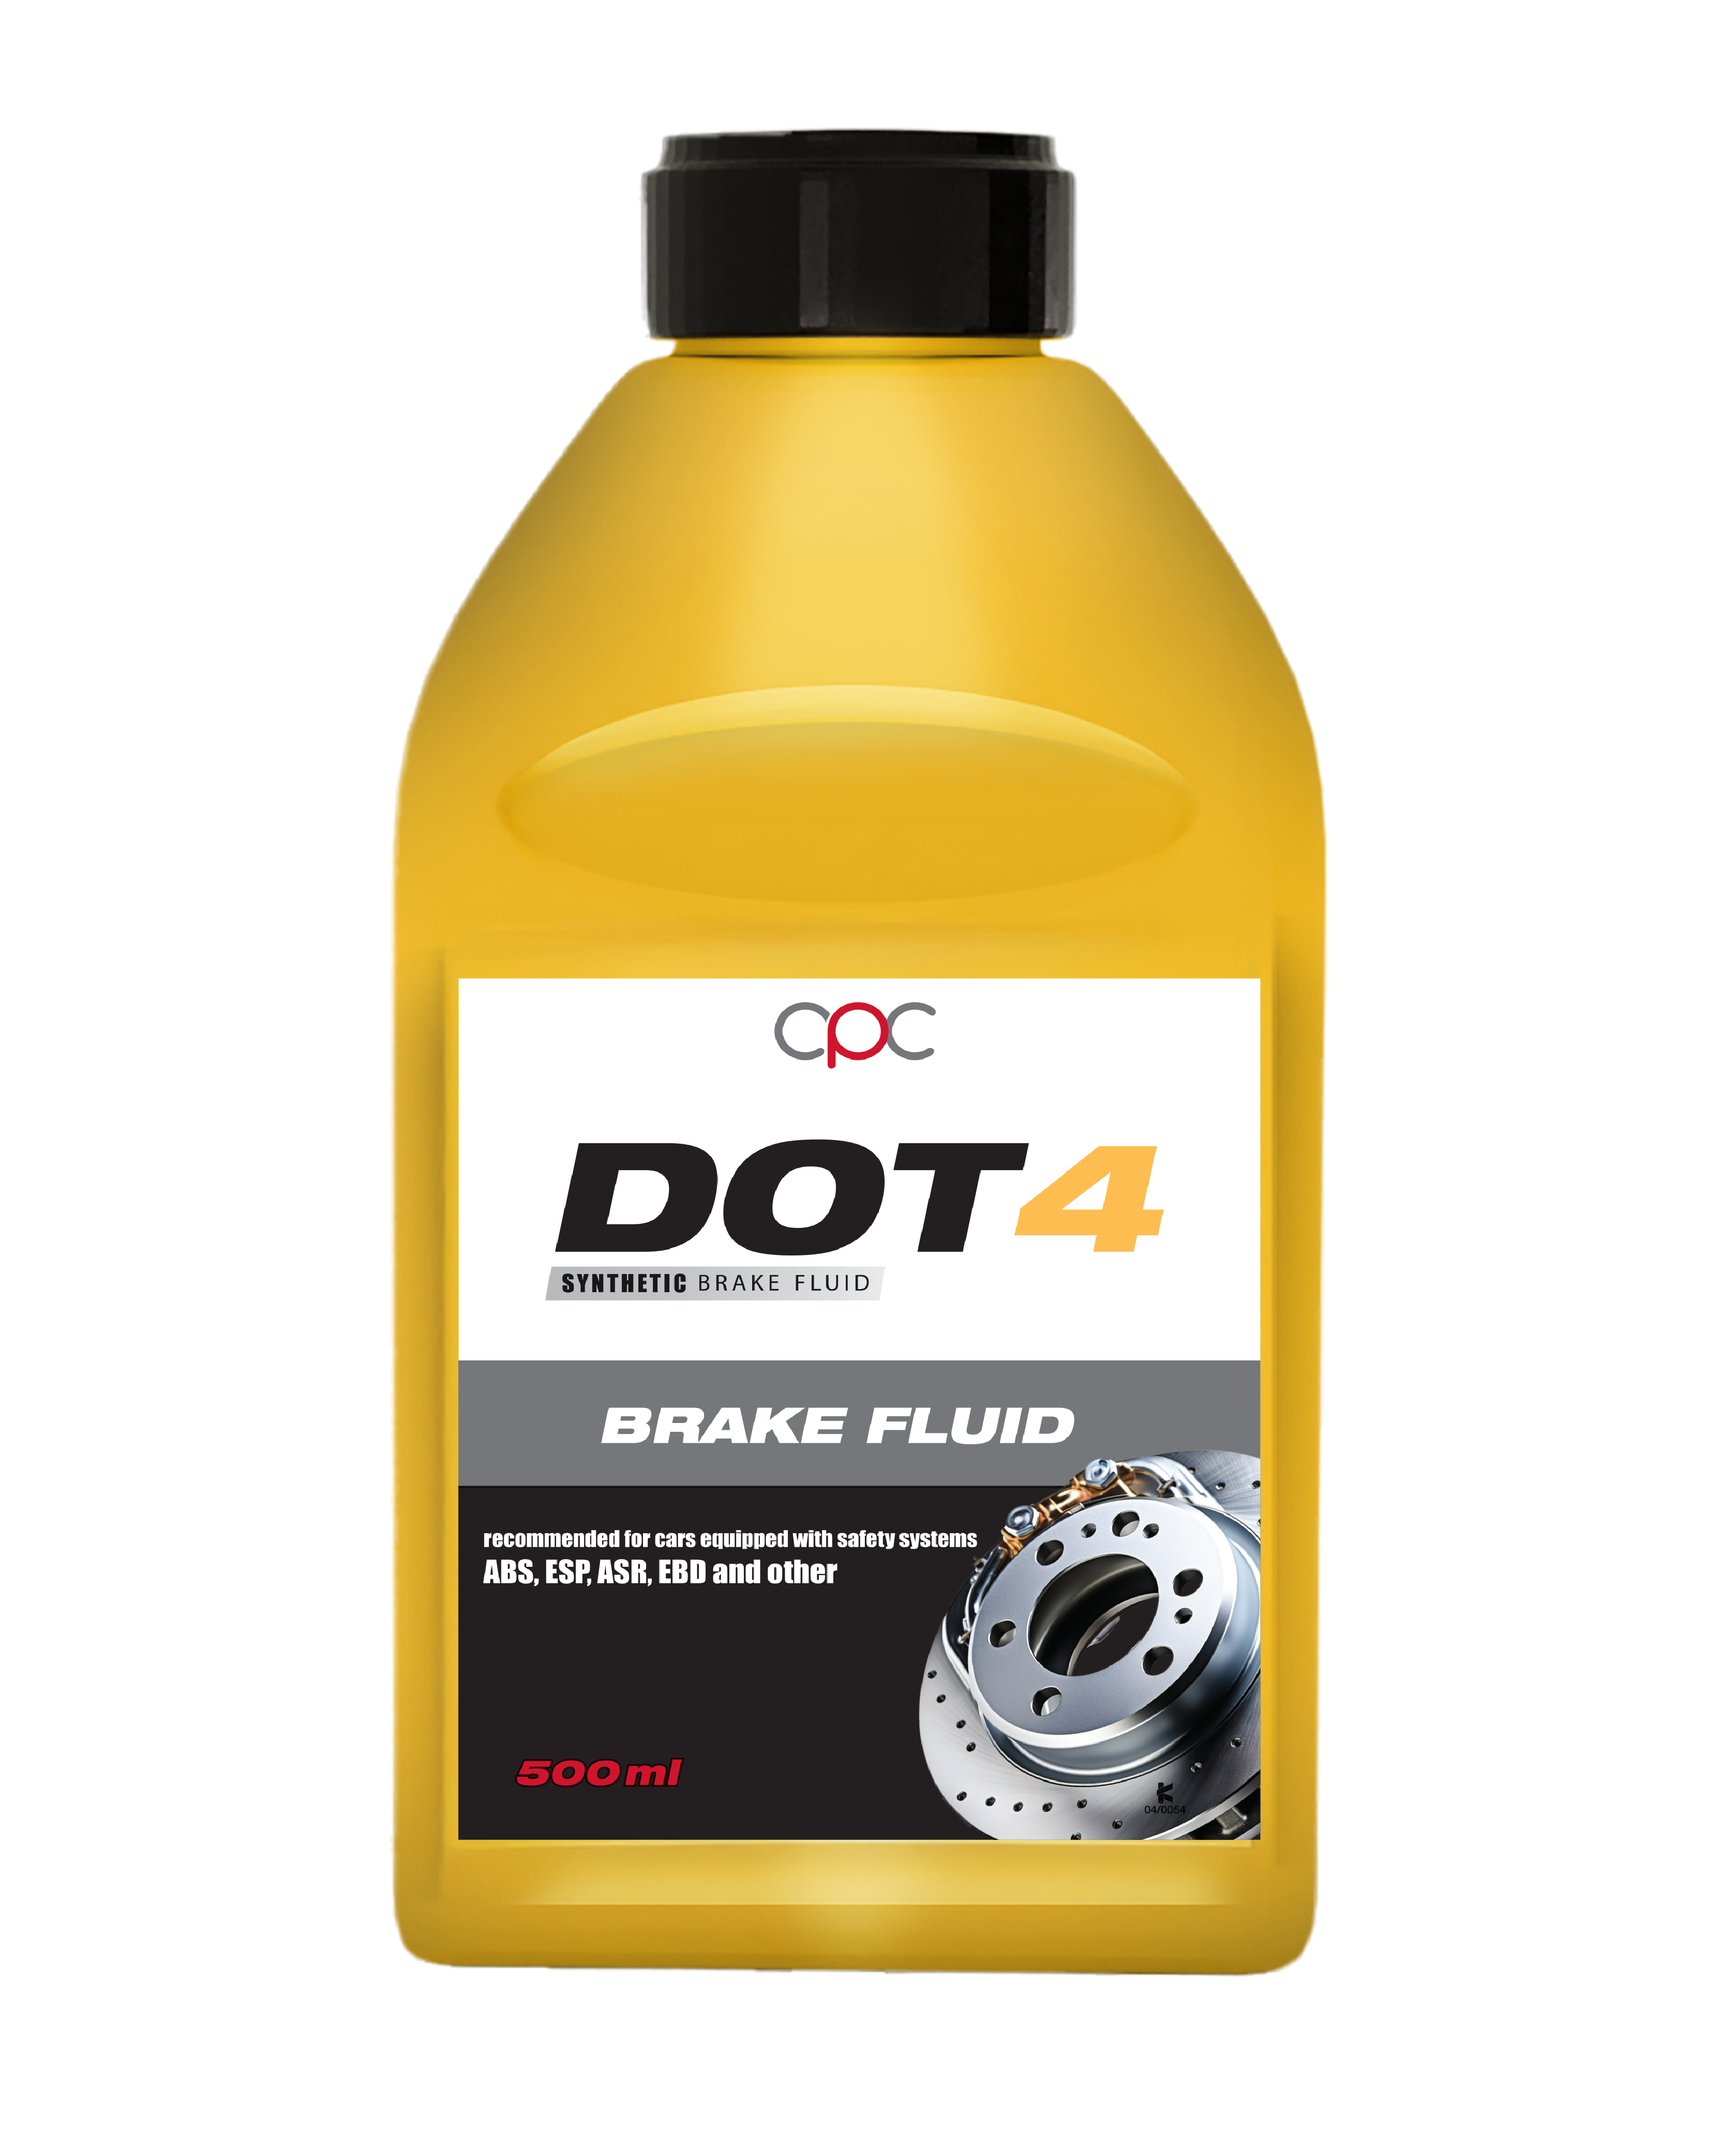 cpc
DOT4
SYNTHETIC BRAKE FLUID
BRAKE FLUID
recommended for cars equipped with safety systems
ABS, ESP, ASR, EBD and other
500ml
04/0054